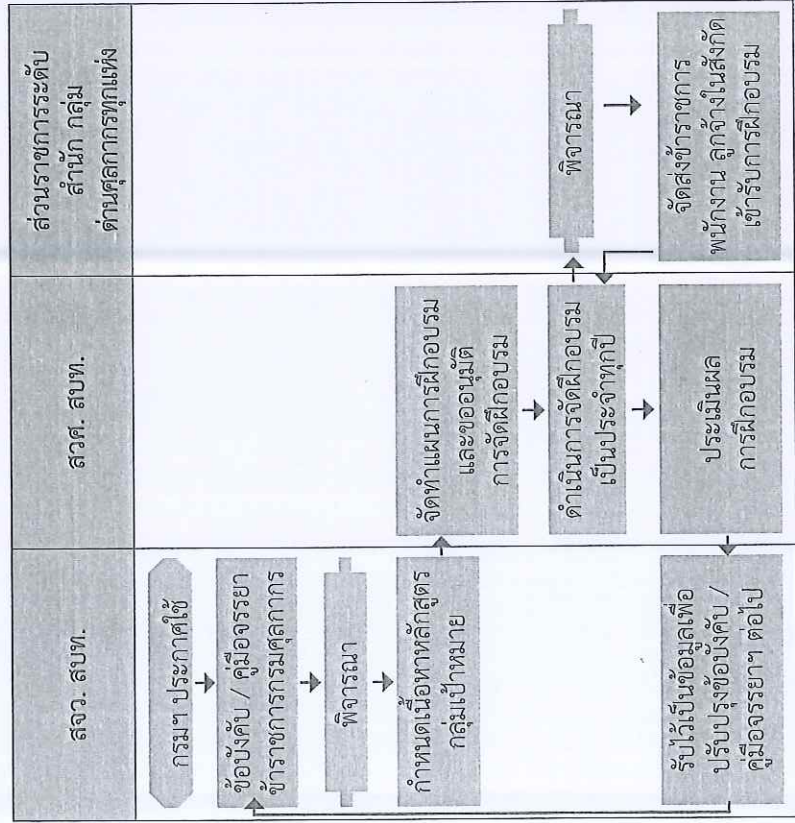 สจว. สบท.
สวศ. สบท.
ส่วนราชการระดับ
สำนัก กลุ่ม
ด่านศุลกากรทุกแห่ง
กรมฯ ประกาศใช้
ข้อบังคับ / คู่มือจรรยา
ข้าราชการกรมศุลกากร
พิจารณา
กำหนดเนื้อหาหลักสูตร
กลุ่มเป้าหมาย
จัดทำแผนการฝึกอบรม
และขออนุมัติ
การจัดฝึกอบรม
ดำเนินการจัดฝึกอบรม
เป็นประจำทุกปี
พิจารณา
จัดส่งข้าราชการ
พนักงาน ลูกจ้างในสังกัด
เข้ารับการฝึกอบรม
ประเมินผล
การฝึกอบรม
รับไว้เป็นข้อมูลเพื่อ
ปรับปรุงข้อบังคับ /
คู่มือจรรยาฯ ต่อไป